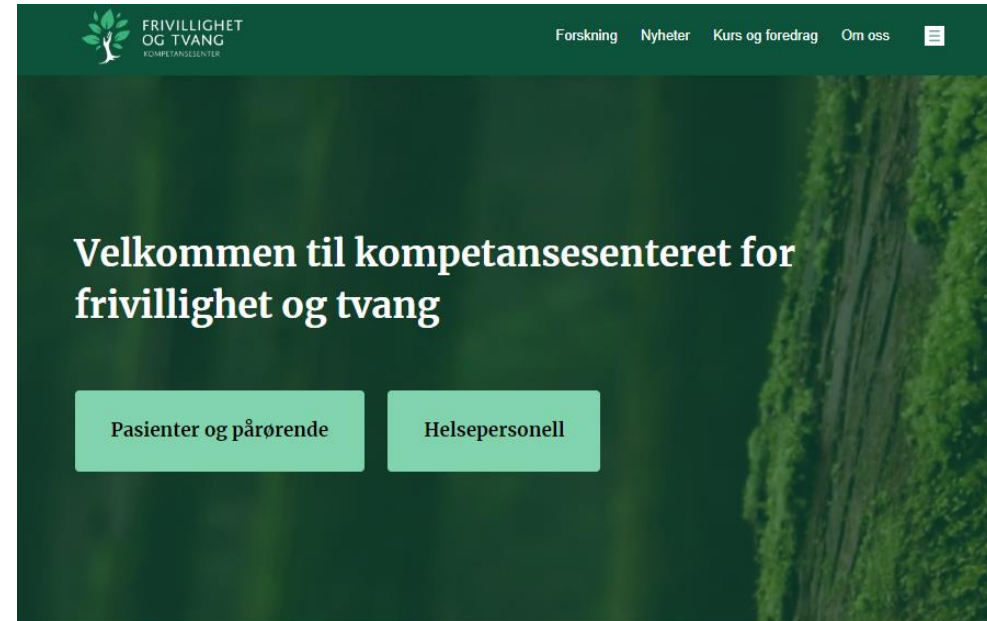 FRIVILLIGHET
OG TVANG
KOMPETANSESENTER
Forskning Nyheter Kurs og foredrag Om oss
Velkommen til kompetansesenteret for
frivillighet og tvang
Pasienter og pårørende Helsepersonell